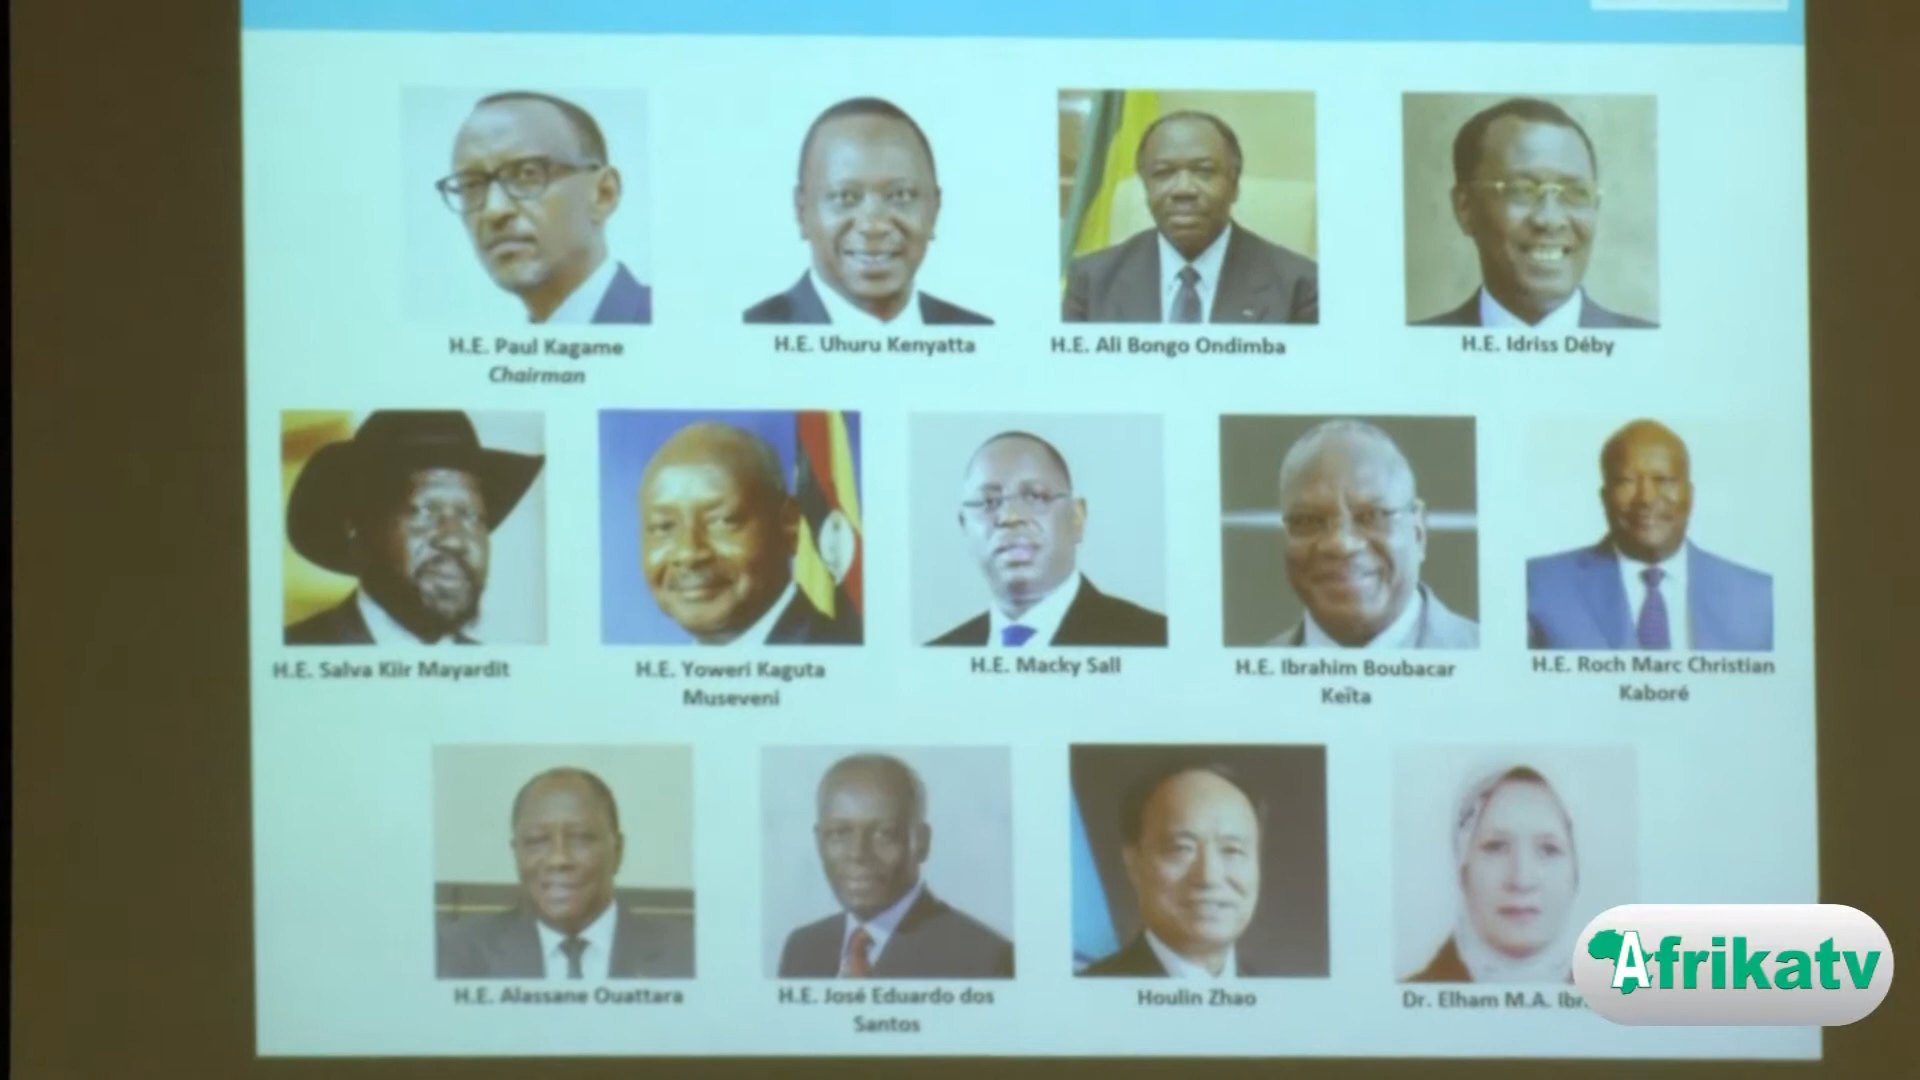 H.E. Paul Kagame
Chairman
H.E. Uhuru Kenyatta
H.E. Ali Bongo Ondimba
H.E. Idriss Déby
H.E. Salva Kiir Mayardit
H.E. Yoweri Kaguta
Museveni
H.E. Macky Sall
H.E. Ibrahim Boubacar
Keïta
H.E. Roch Marc Christian
Kaboré
H.E. Alassane Ouattara
H.E. José Eduardo dos
Santos
Houlin Zhao
Dr. Elham M.A.
Afrikatv